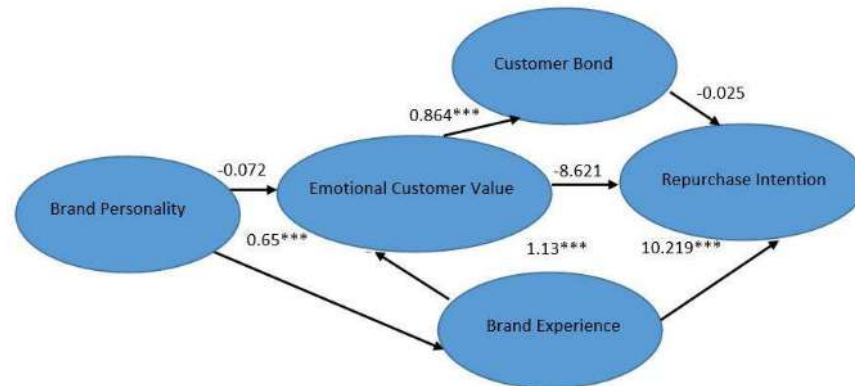 Customer Bond
-0.025
0.864***
-0.072
Emotional Customer Value
-8.621
Repurchase Intention
Brand Personality
0.65***
1.13***
10.219***
Brand Experience